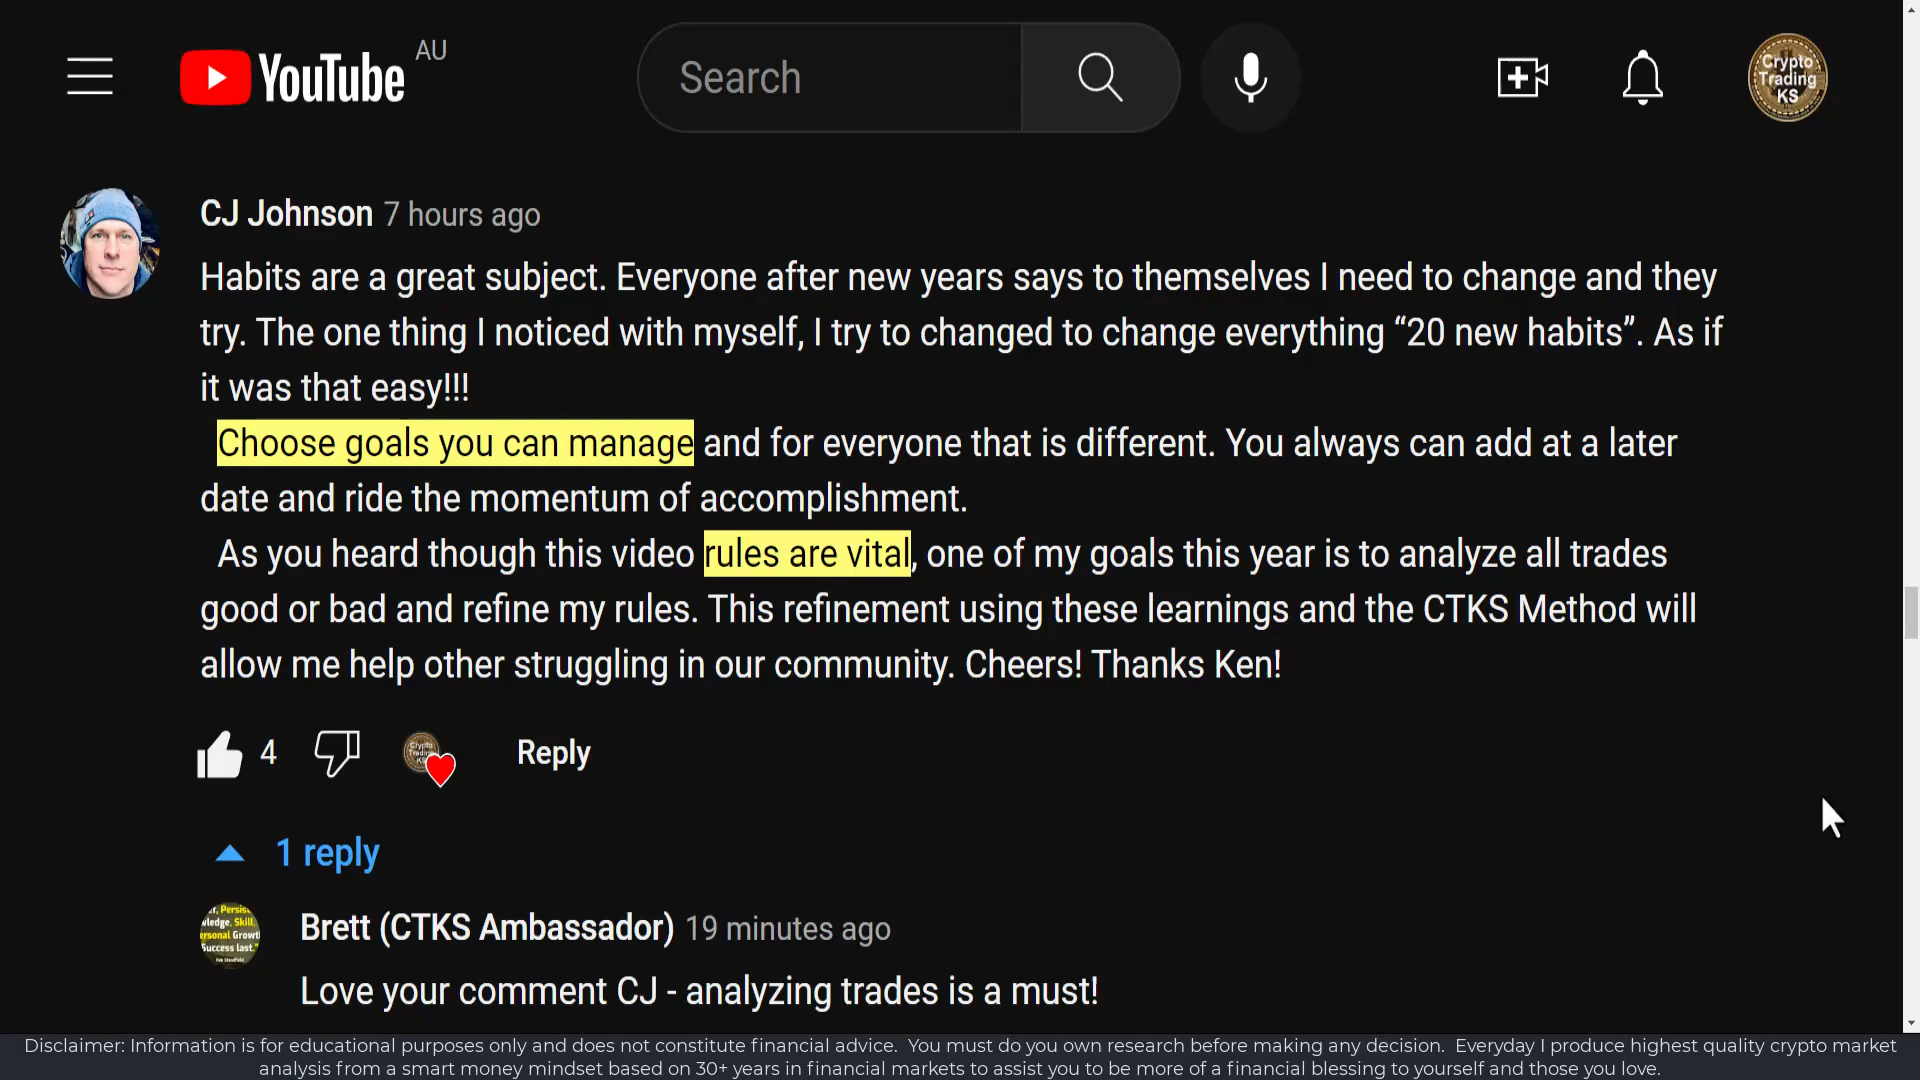 YouTube AU
Search
Crypto
Trading
KS
CJ Johnson 7 hours ago
Habits are a great subject. Everyone after new years says to themselves I need to change and they
try. The one thing I noticed with myself, I try to changed to change everything “20 new habits”. As if
it was that easy!!!
Choose goals you can manage and for everyone that is different. You always can add at a later
date and ride the momentum of accomplishment.
As you heard though this video rules are vital, one of my goals this year is to analyze all trades
good or bad and refine my rules. This refinement using these learnings and the CTKS Method will
allow me help other struggling in our community. Cheers! Thanks Ken!
4 Reply
1 reply
Brett (CTKS Ambassador) 19 minutes ago
Love your comment CJ - analyzing trades is a must!
Disclaimer: Information is for educational purposes only and does not constitute financial advice. You must do you own research before making any decision. Everyday I produce highest quality crypto market
analysis from a smart money mindset based on 30+ years in financial markets to assist you to be more of a financial blessing to yourself and those you love.